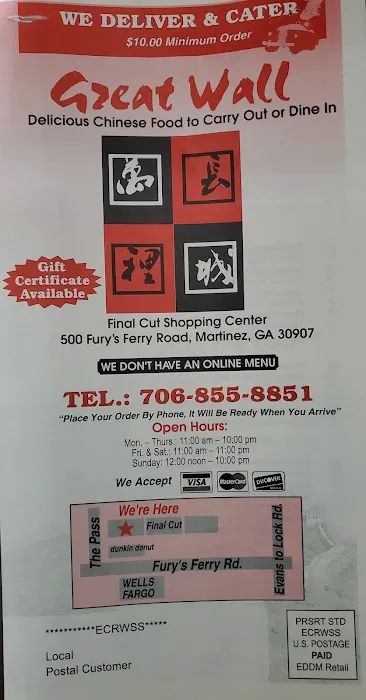 WE DELIVER & CATER
$10.00 Minimum Order
Great Wall
Delicious Chinese Food to Carry Out or Dine In
萬 長
裡 城
Gift
Certificate
Available
Final Cut Shopping Center
500 Fury's Ferry Road, Martinez, GA 30907
WE DON'T HAVE AN ONLINE MENU
TEL.: 706-855-8851
"Place Your Order By Phone, It Will Be Ready When You Arrive"
Open Hours:
Mon. – Thurs.: 11:00 am – 10:00 pm
Fri. & Sat.: 11:00 am – 11:00 pm
Sunday: 12:00 noon – 10:00 pm
We Accept VISA MasterCard DISCOVER
We're Here
The Pass
Final Cut
dunkin donut
Fury's Ferry Rd.
WELLS
FARGO
Evans to Lock Rd.
***********ECRWSS*****
Local
Postal Customer
PRSRT STD
ECRWSS
U.S. POSTAGE
PAID
EDDM Retail